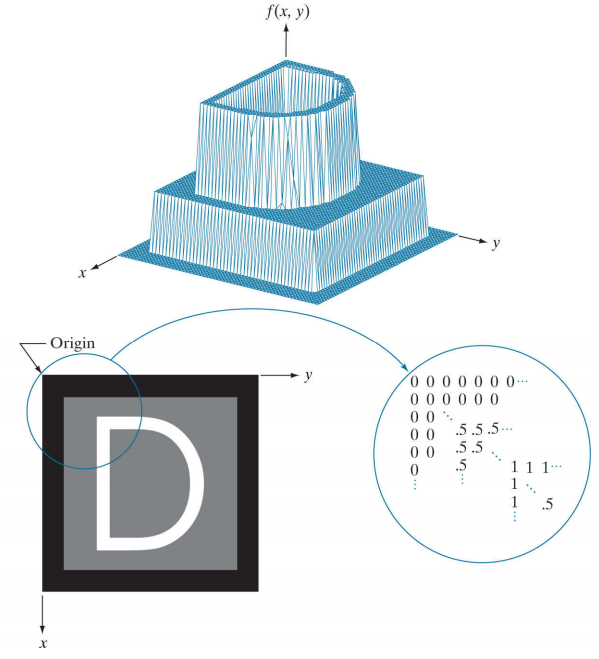 f(x, y)
y
x
Origin
y
0 0 0 0 0 0 0 ⋯
0 0 0 0 0 0
0 0 ⋱
0 0 .5 .5 .5 ⋯
0 0 .5 .5 ⋱
0 .5 1 1 1 ⋯
⋮ ⋮ 1 ⋱
1 .5
⋮
D
x